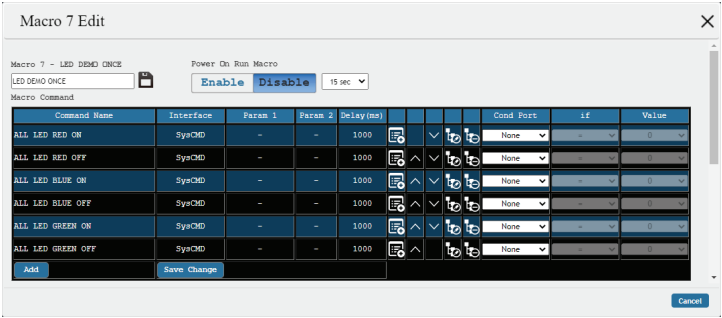 Macro 7 Edit
Macro 7 - LED DEMO ONCE
Power On Run Macro
LED DEMO ONCE
Enable Disable 15 sec
Macro Command
Command Name Interface Param 1 Param 2 Delay(ms) Cond Port if Value
ALL LED RED ON SysCMD - - 1000 None = 0
ALL LED RED OFF SysCMD - - 1000 None = 0
ALL LED BLUE ON SysCMD - - 1000 None = 0
ALL LED BLUE OFF SysCMD - - 1000 None = 0
ALL LED GREEN ON SysCMD - - 1000 None = 0
ALL LED GREEN OFF SysCMD - - 1000 None = 0
Add Save Change
Cancel